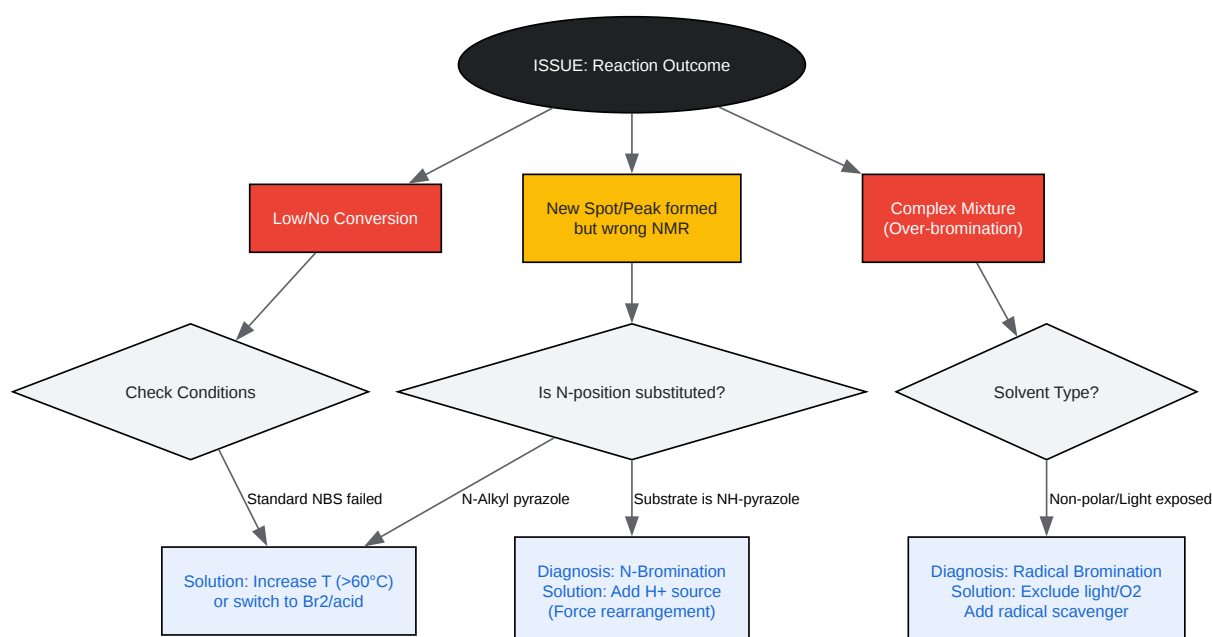 ISSUE: Reaction Outcome
Low/No Conversion
New Spot/Peak formed
but wrong NMR
Complex Mixture
(Over-bromination)
Check Conditions
Is N-position substituted?
Solvent Type?
Standard NBS failed
N-Alkyl pyrazole
Substrate is NH-pyrazole
Non-polar/Light exposed
Solution: Increase T (>60°C)
or switch to Br2/acid
Diagnosis: N-Bromination
Solution: Add H+ source
(Force rearrangement)
Diagnosis: Radical Bromination
Solution: Exclude light/O2
Add radical scavenger